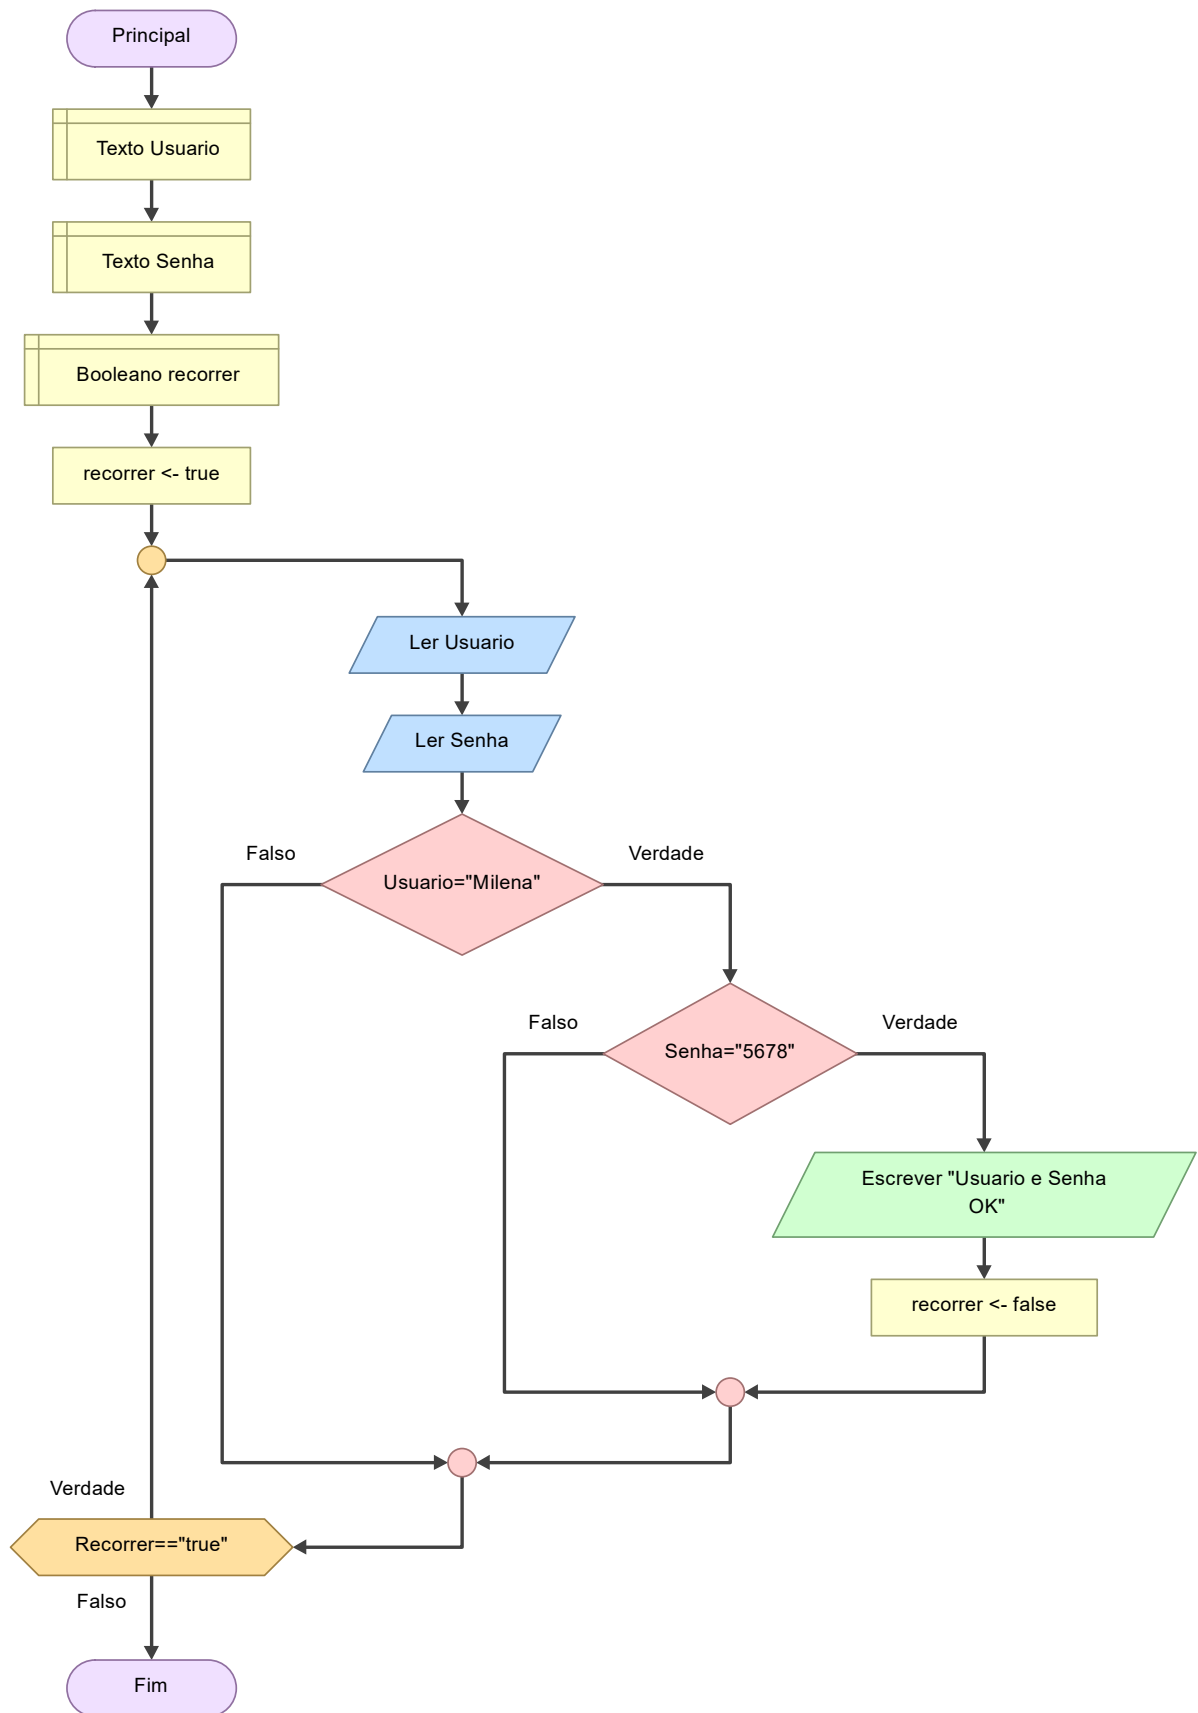 Principal
Texto Usuario
Texto Senha
Booleano recorrer
recorrer <- true
Ler Usuario
Ler Senha
Falso
Verdade
Usuario="Milena"
Falso
Verdade
Senha="5678"
Escrever "Usuario e Senha
OK"
recorrer <- false
Verdade
Recorrer=="true"
Falso
Fim